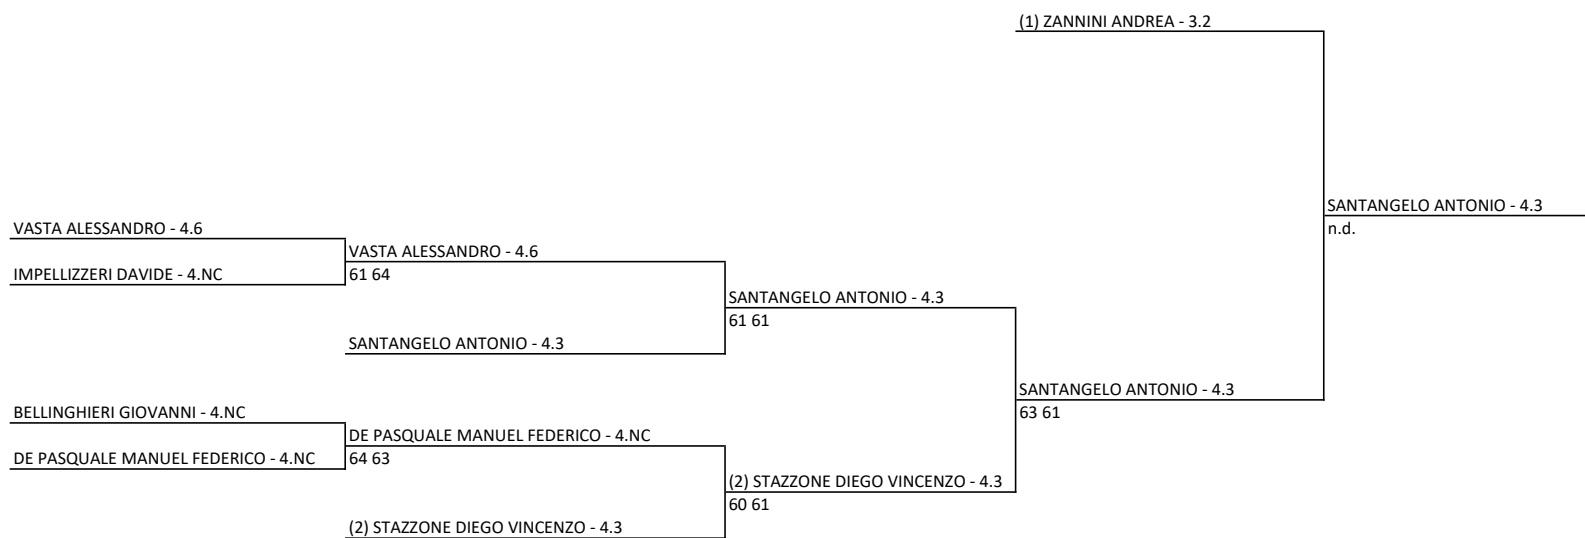 (1) ZANNINI ANDREA - 3.2
SANTANGELO ANTONIO - 4.3
n.d.
VASTA ALESSANDRO - 4.6
VASTA ALESSANDRO - 4.6
IMPELLIZZERI DAVIDE - 4.NC
61 64
SANTANGELO ANTONIO - 4.3
61 61
SANTANGELO ANTONIO - 4.3
SANTANGELO ANTONIO - 4.3
63 61
BELLINGHIERI GIOVANNI - 4.NC
DE PASQUALE MANUEL FEDERICO - 4.NC
DE PASQUALE MANUEL FEDERICO - 4.NC
64 63
(2) STAZZONE DIEGO VINCENZO - 4.3
60 61
(2) STAZZONE DIEGO VINCENZO - 4.3